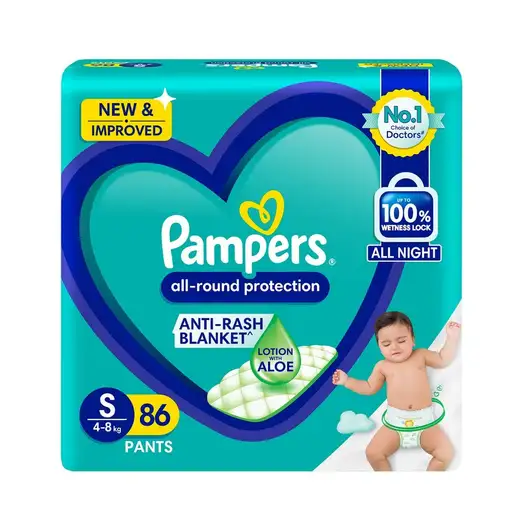 NEW &
IMPROVED
No.1
Choice of
Doctors#
UP TO
100%
WETNESS LOCK
ALL NIGHT
Pampers®
all-round protection
ANTI-RASH
BLANKET^
LOTION WITH
ALOE
S
4-8 kg
86
PANTS